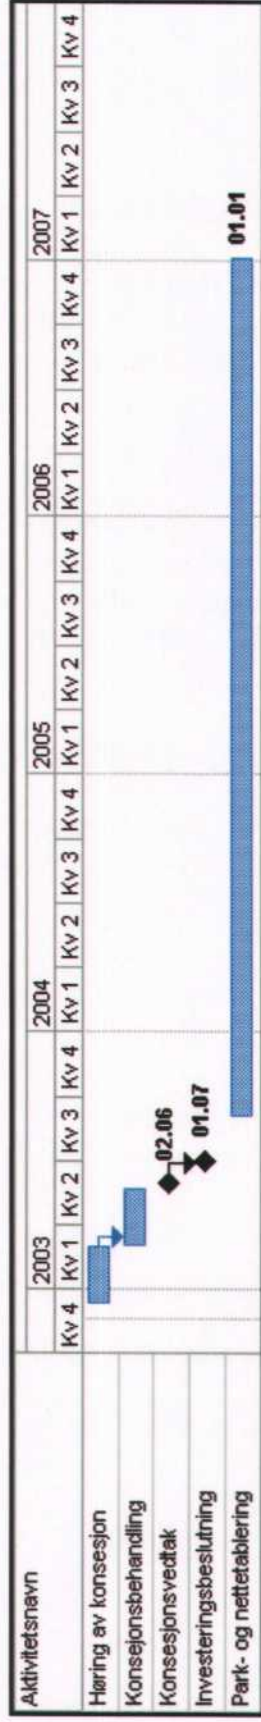 Aktivitetsnavn
2003 2004 2005 2006 2007
Kv 4 Kv 1 Kv 2 Kv 3 Kv 4 Kv 1 Kv 2 Kv 3 Kv 4 Kv 1 Kv 2 Kv 3 Kv 4 Kv 1 Kv 2 Kv 3 Kv 4 Kv 1 Kv 2 Kv 3 Kv 4
Høring av konsesjon
Konsejonsbehandling
Konsesjonsvedtak 02.06
Investeringsbeslutning 01.07
Park- og nettetablering 01.01